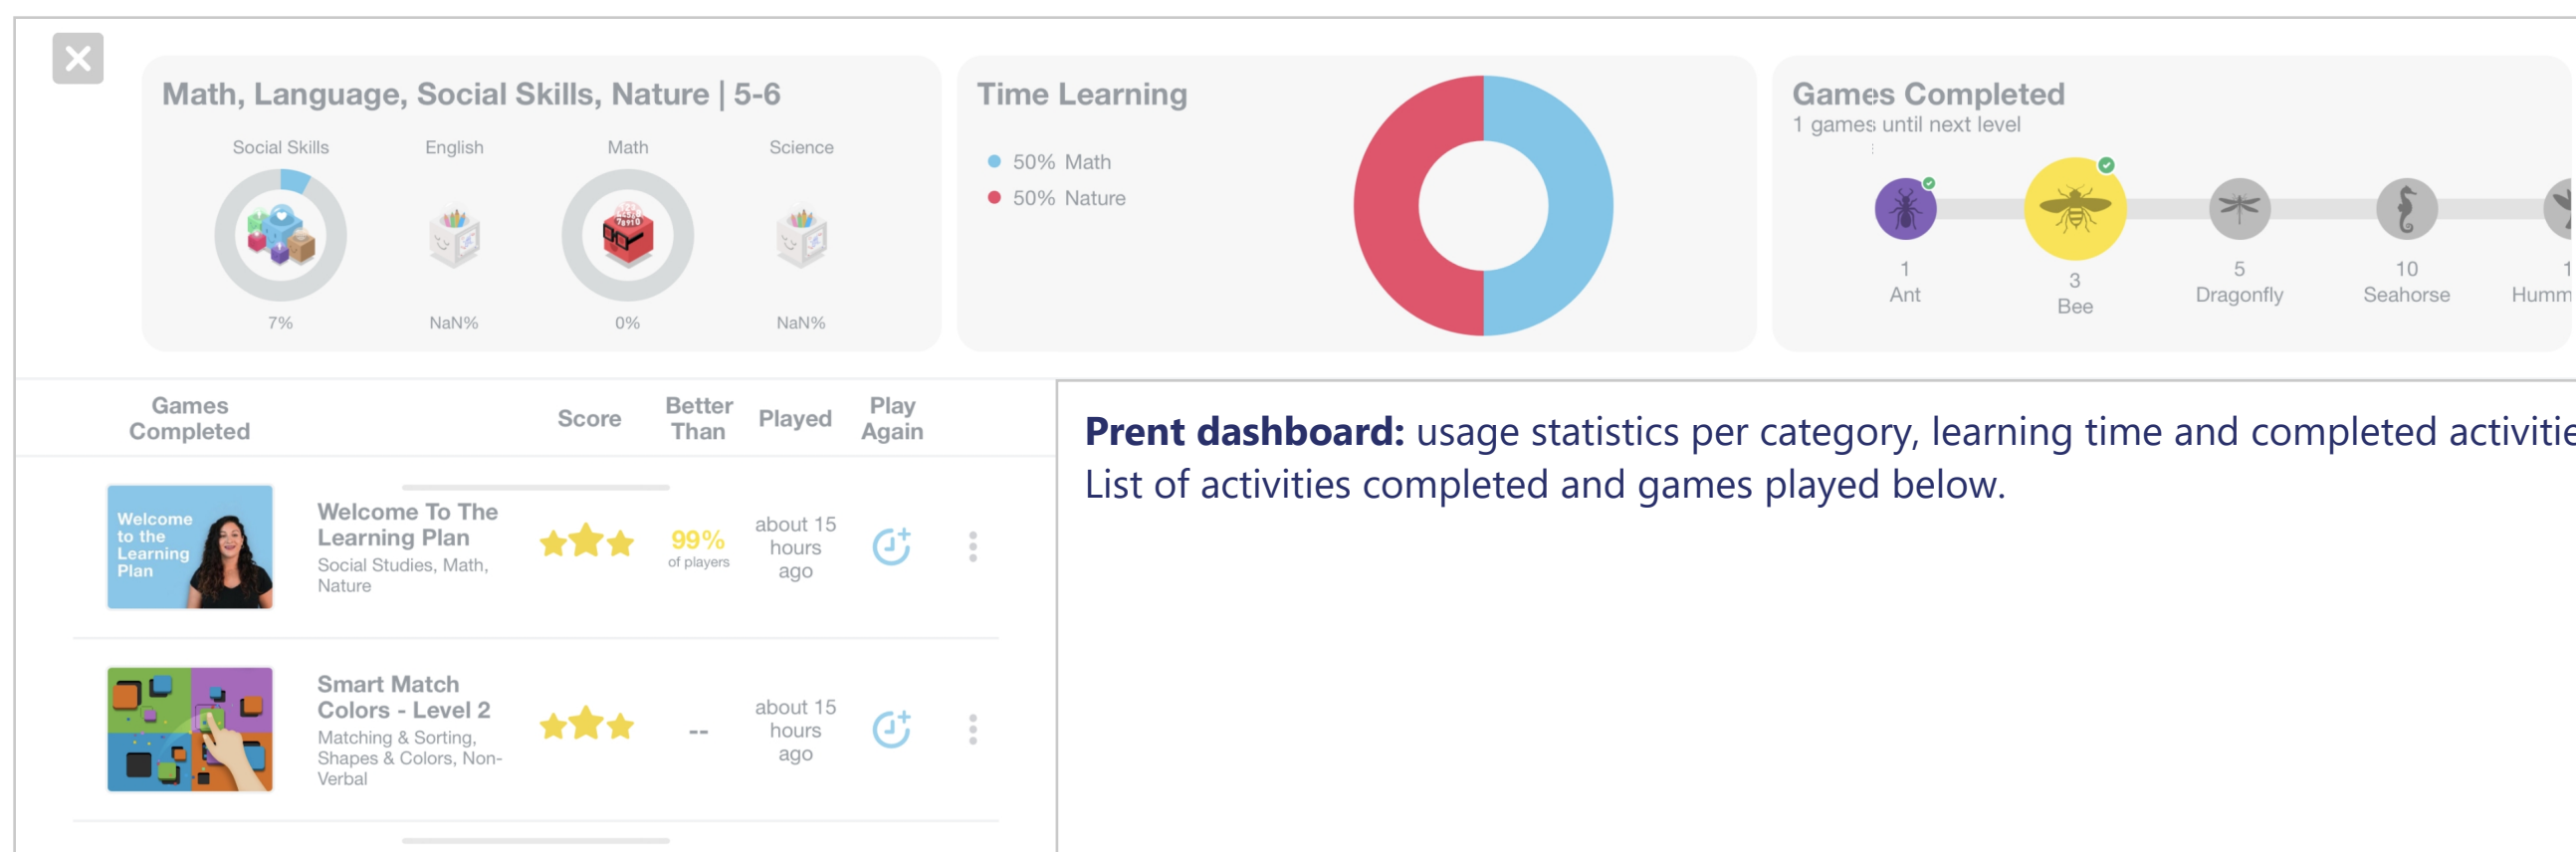 Math, Language, Social Skills, Nature | 5-6
Social Skills
English
Math
Science
7%
NaN%
0%
NaN%
Time Learning
50% Math
50% Nature
Games Completed
1 games until next level
1
Ant
3
Bee
5
Dragonfly
10
Seahorse
1
Humm
Games
Completed
Score
Better
Than
Played
Play
Again
Welcome
to the
Learning
Plan
Welcome To The
Learning Plan
Social Studies, Math,
Nature
99%
of players
about 15
hours
ago
Smart Match
Colors - Level 2
Matching & Sorting,
Shapes & Colors, Non-
Verbal
--
about 15
hours
ago
Prent dashboard: usage statistics per category, learning time and completed activitie
List of activities completed and games played below.